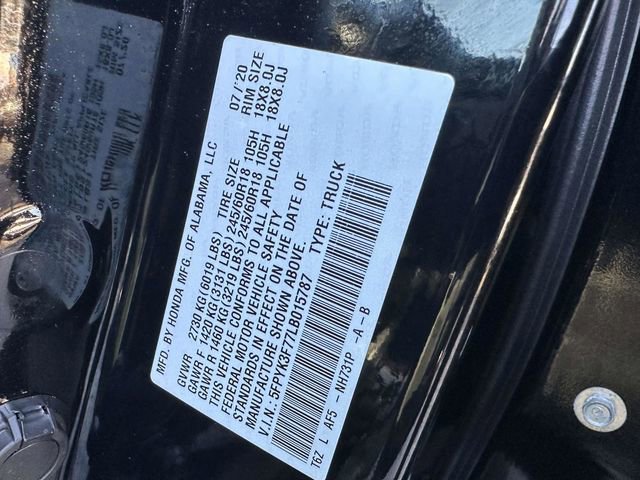 MFD. BY HONDA MFG. OF ALABAMA, LLC 07/'20
TIRE SIZE RIM SIZE
GVWR 2730 KG (6019 LBS)
GAWR F 1420 KG (3131 LBS) 245/60R18 105H 18X8.0J
GAWR R 1460 KG (3219 LBS) 245/60R18 105H 18X8.0J
THIS VEHICLE CONFORMS TO ALL APPLICABLE
FEDERAL MOTOR VEHICLE SAFETY
STANDARDS IN EFFECT ON THE DATE OF
MANUFACTURE SHOWN ABOVE.
V.I.N. 5FPYK3F77LB015787 TYPE: TRUCK
T6Z L AF5 - NH731P -A-B